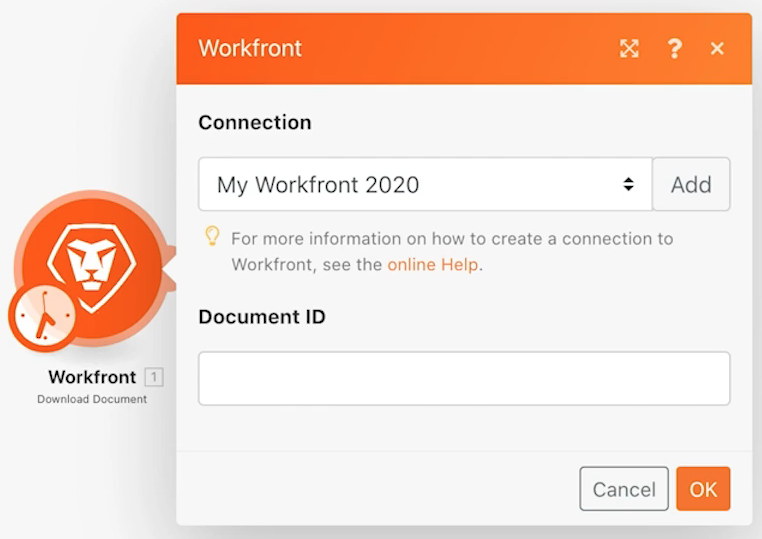 Workfront
?
Connection
My Workfront 2020
Add
For more information on how to create a connection to
Workfront, see the online Help.
Document ID
Workfront 1
Download Document
Cancel
OK